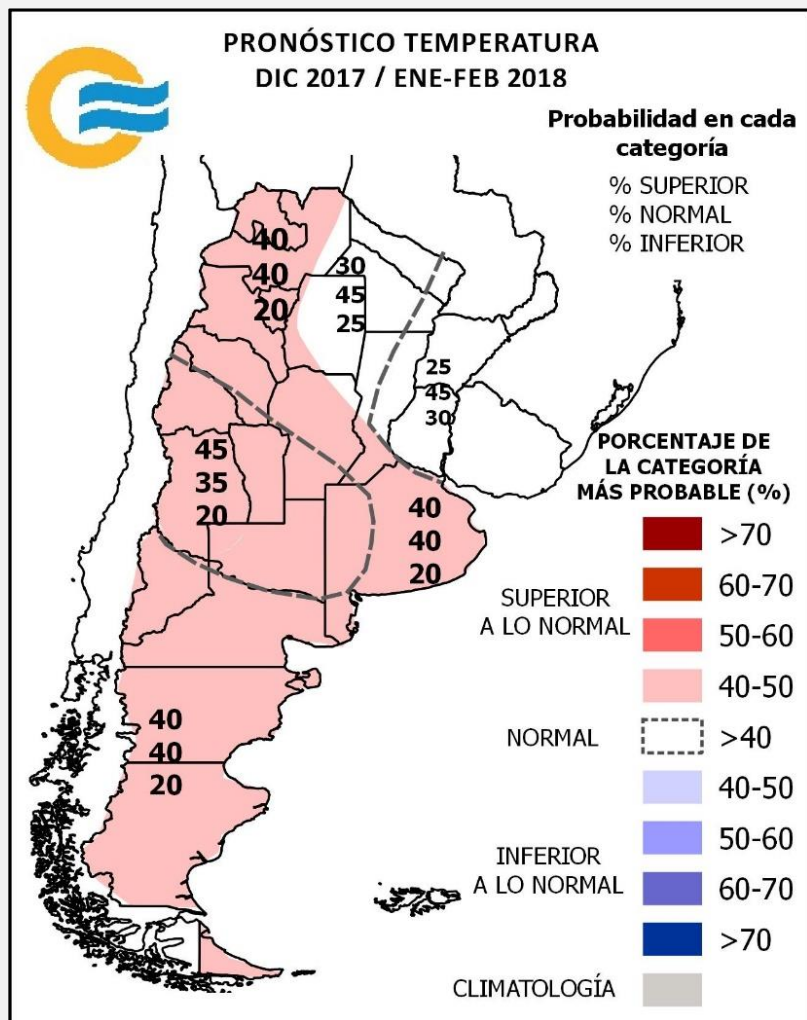 PRONÓSTICO TEMPERATURA
DIC 2017 / ENE-FEB 2018
Probabilidad en cada
categoría
% SUPERIOR
% NORMAL
% INFERIOR
40
40
20
30
45
25
25
45
30
45
35
20
40
40
20
40
40
20
PORCENTAJE DE
LA CATEGORÍA
MÁS PROBABLE (%)
>70
60-70
SUPERIOR
A LO NORMAL
50-60
40-50
NORMAL
>40
40-50
50-60
INFERIOR
A LO NORMAL
60-70
>70
CLIMATOLOGÍA